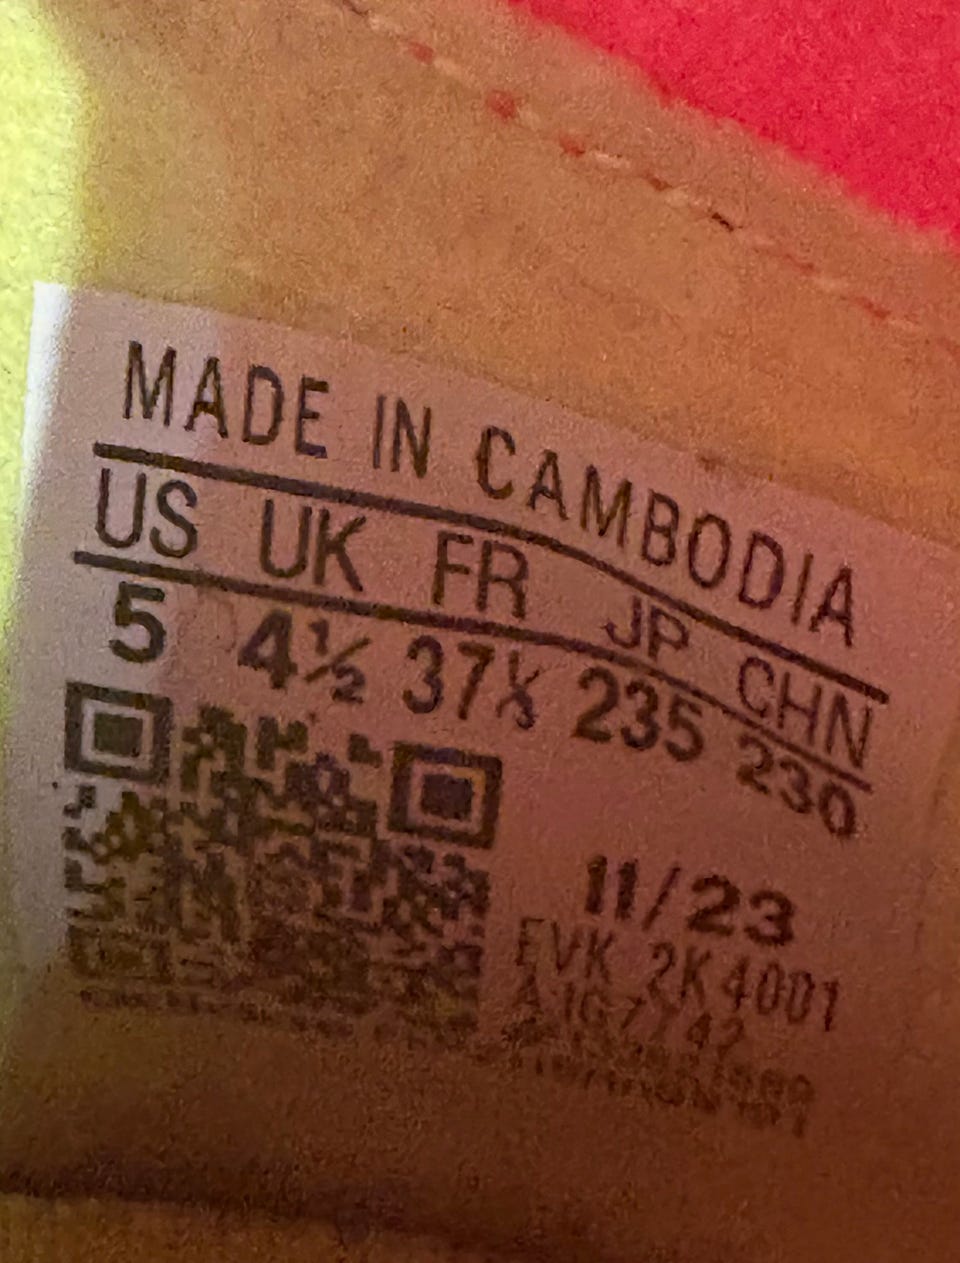 MADE IN CAMBODIA
US UK FR JP CHN
5 4½ 37⅓ 235 230
11/23
EVK 2K4001